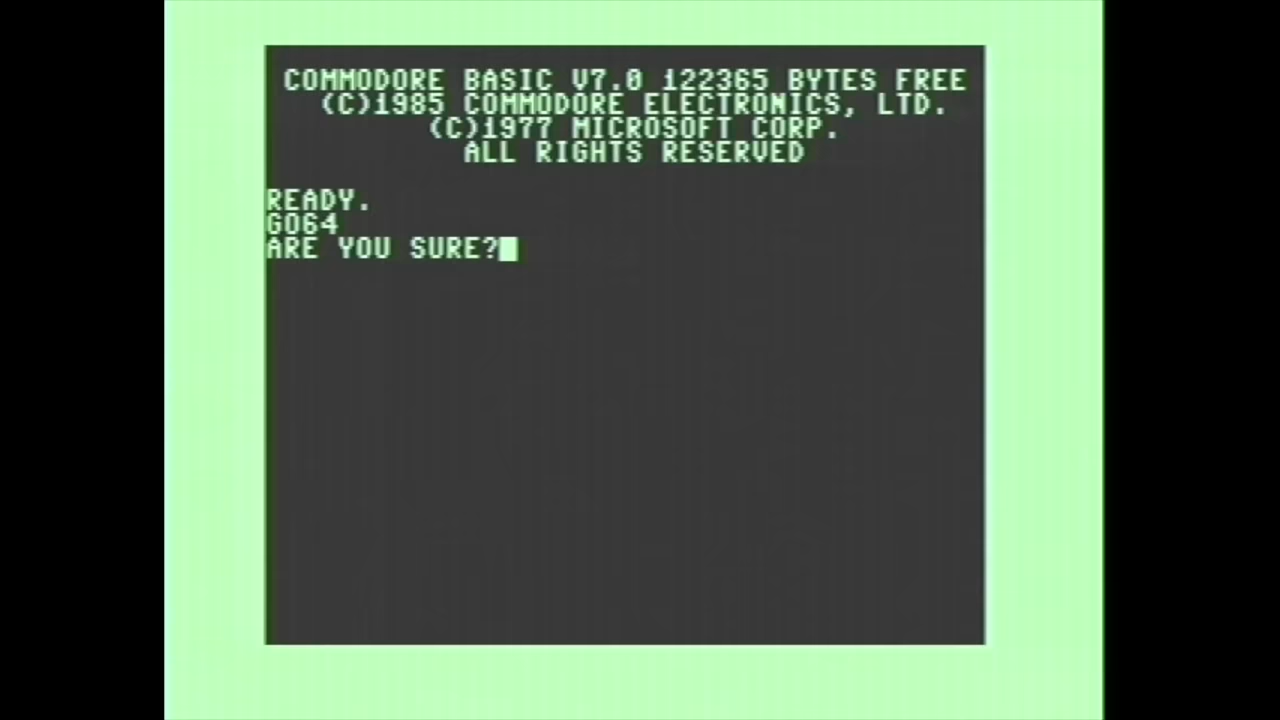 COMMODORE BASIC V7.0 122365 BYTES FREE
(C)1985 COMMODORE ELECTRONICS, LTD.
(C)1977 MICROSOFT CORP.
ALL RIGHTS RESERVED
READY.
GO64
ARE YOU SURE?